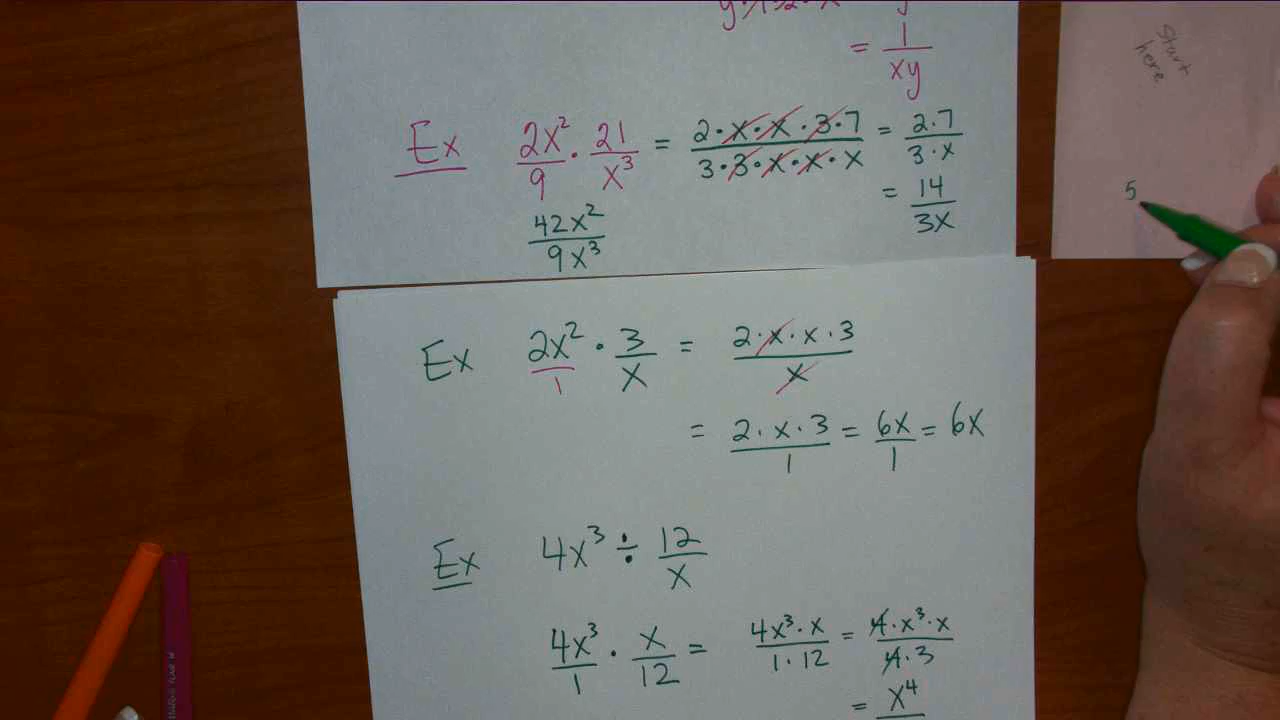 = 1/xy
Start here
Ex 2x²/9 · 21/x³ = 2·x·x·3·7/3·3·x·x·x = 2·7/3·x
5
42x²/9x³ = 14/3x
Ex 2x²/1 · 3/x = 2·x·x·3/x
= 2·x·3/1 = 6x/1 = 6x
Ex 4x³ ÷ 12/x
4x³/1 · x/12 = 4x³·x/1·12 = 4·x³·x/4·3
= x⁴